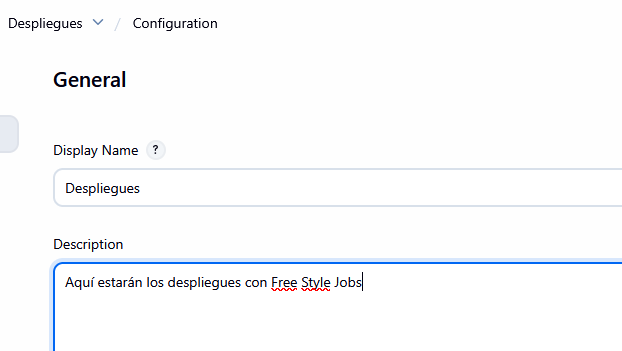 Despliegues / Configuration
General
Display Name ?
Despliegues
Description
Aquí estarán los despliegues con Free Style Jobs